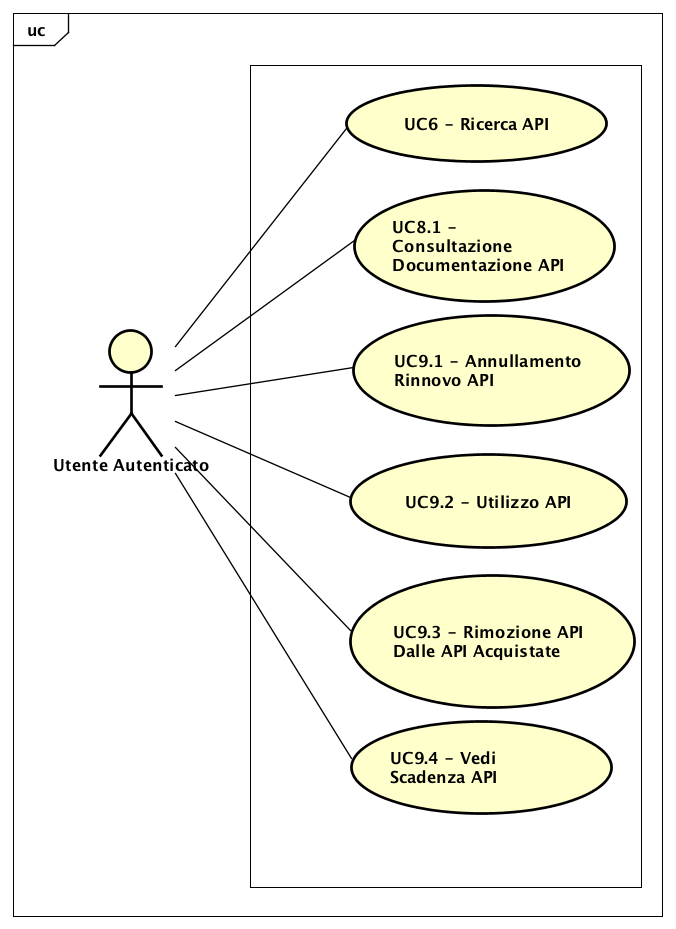 uc
UC6 – Ricerca API
UC8.1 –
Consultazione
Documentazione API
UC9.1 – Annullamento
Rinnovo API
Utente Autenticato
UC9.2 – Utilizzo API
UC9.3 – Rimozione API
Dalle API Acquistate
UC9.4 – Vedi
Scadenza API